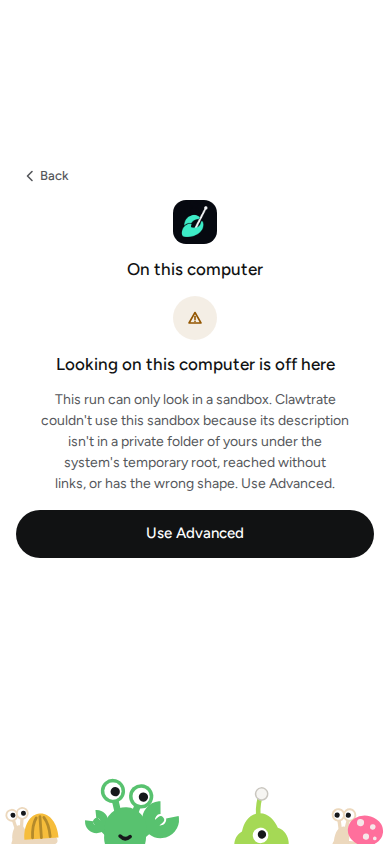 Back
On this computer
Looking on this computer is off here
This run can only look in a sandbox. Clawtrate
couldn't use this sandbox because its description
isn't in a private folder of yours under the
system's temporary root, reached without
links, or has the wrong shape. Use Advanced.
Use Advanced